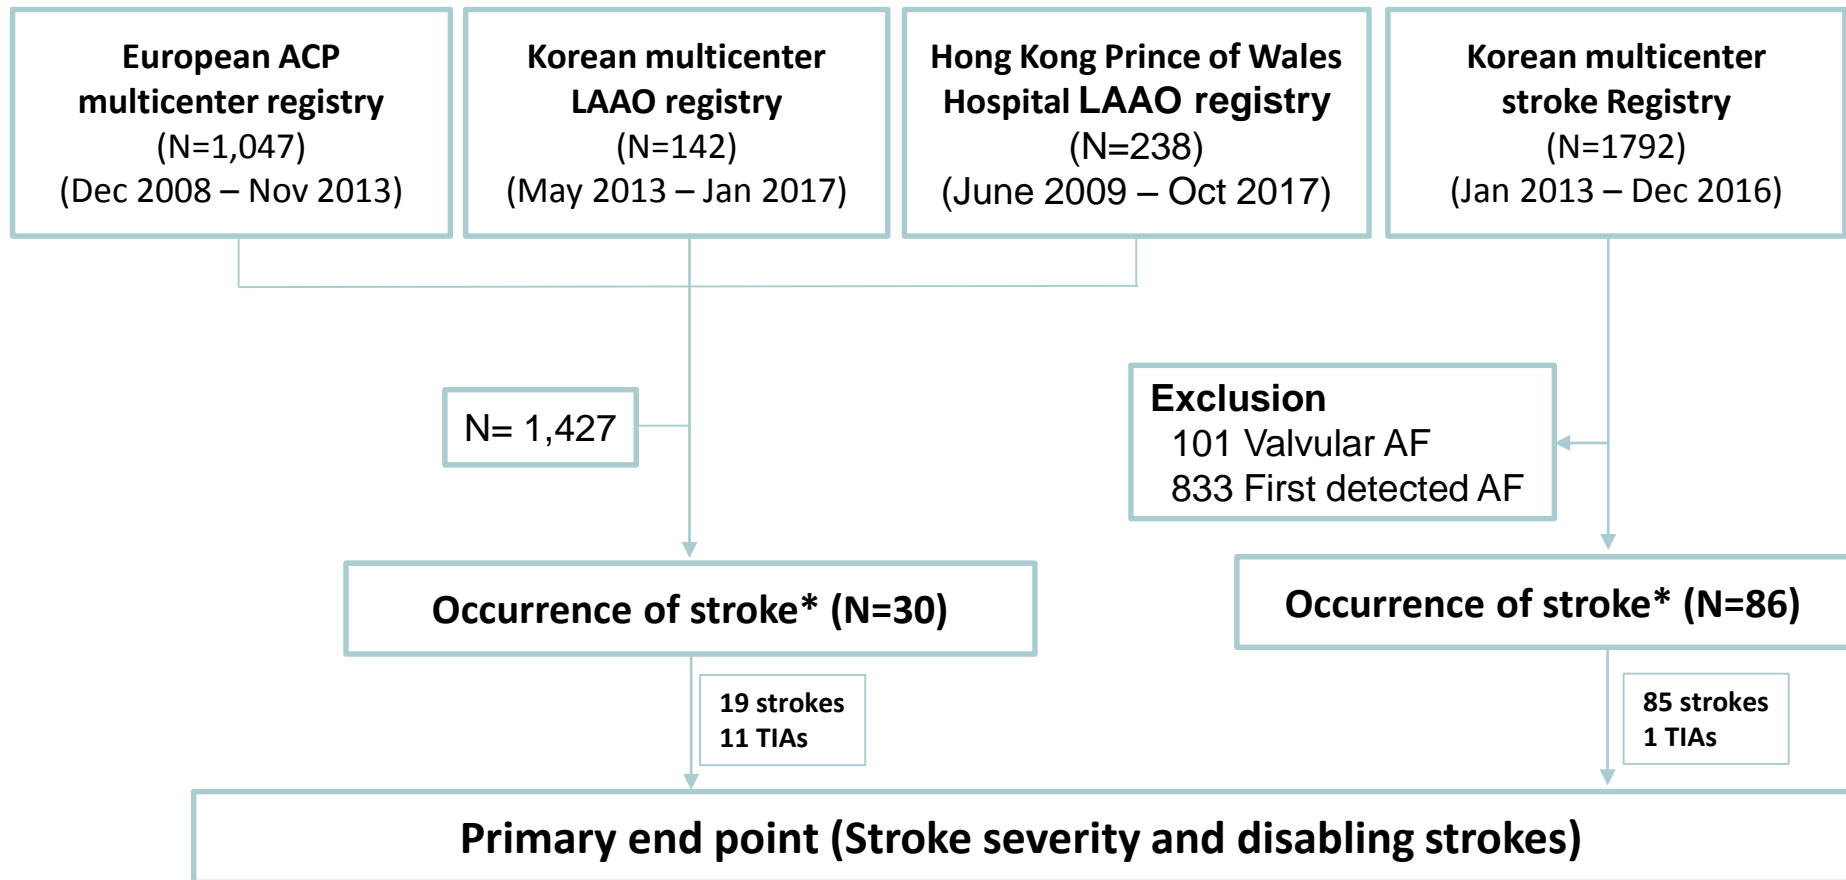 European ACP
multicenter registry
(N=1,047)
(Dec 2008 – Nov 2013)
Korean multicenter
LAAO registry
(N=142)
(May 2013 – Jan 2017)
Hong Kong Prince of Wales
Hospital LAAO registry
(N=238)
(June 2009 – Oct 2017)
Korean multicenter
stroke Registry
(N=1792)
(Jan 2013 – Dec 2016)
N= 1,427
Exclusion
101 Valvular AF
833 First detected AF
Occurrence of stroke* (N=30)
Occurrence of stroke* (N=86)
19 strokes
11 TIAs
85 strokes
1 TIAs
Primary end point (Stroke severity and disabling strokes)